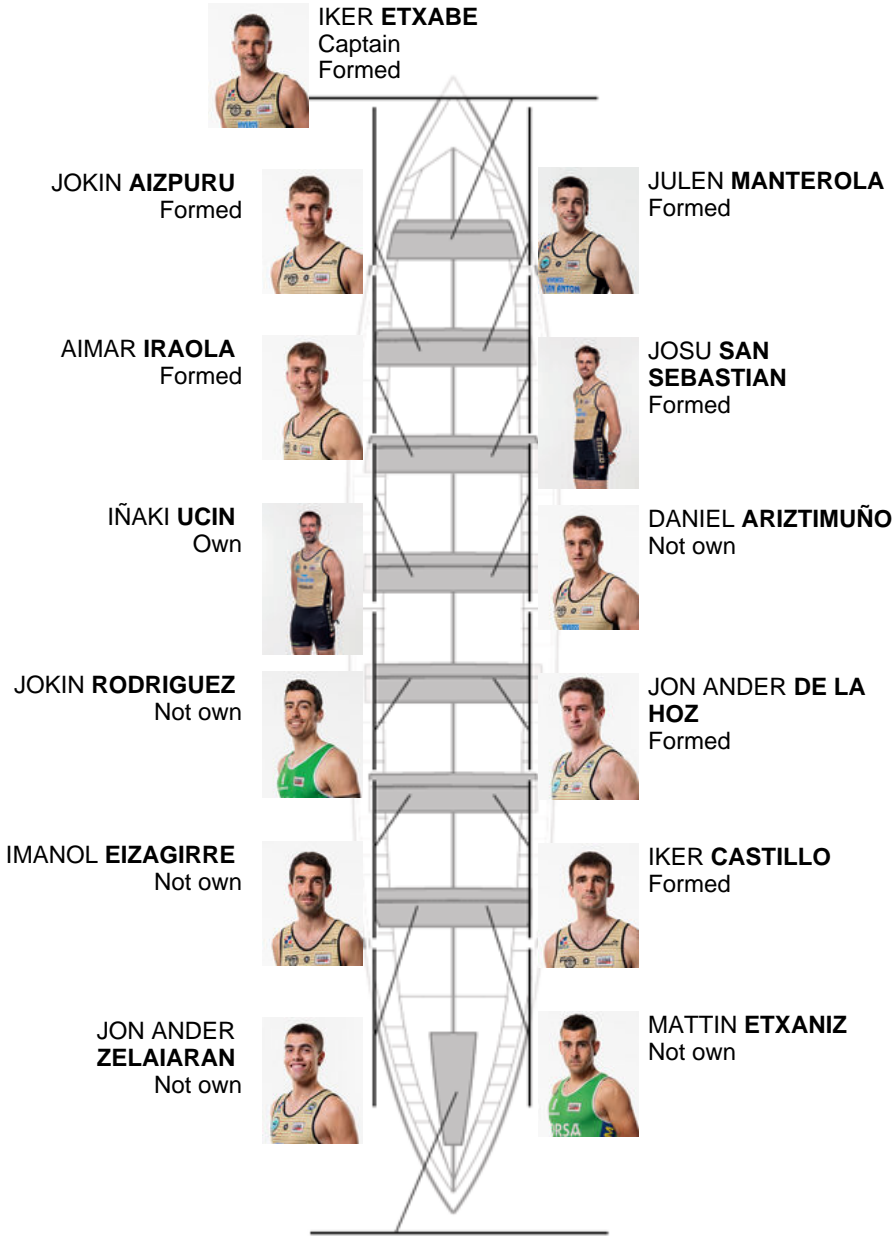 IKER ETXABE
Captain
Formed
JOKIN AIZPURU
Formed
JULEN MANTEROLA
Formed
AIMAR IRAOLA
Formed
JOSU SAN
SEBASTIAN
Formed
IÑAKI UCIN
Own
DANIEL ARIZTIMUÑO
Not own
JOKIN RODRIGUEZ
Not own
JON ANDER DE LA
HOZ
Formed
IMANOL EIZAGIRRE
Not own
IKER CASTILLO
Formed
JON ANDER
ZELAIARAN
Not own
MATTIN ETXANIZ
Not own